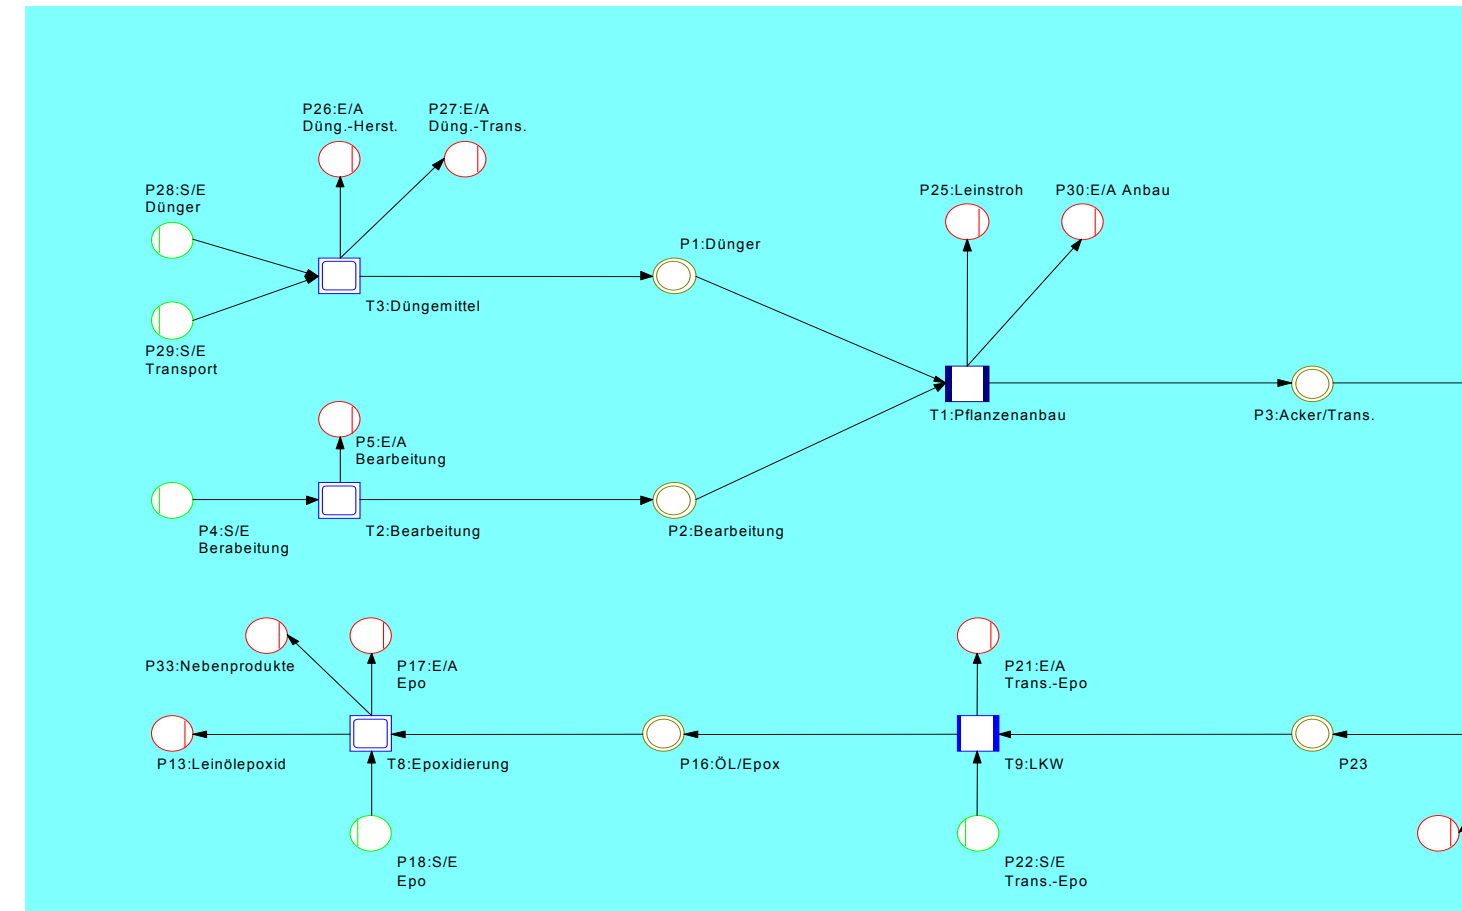 P26:E/A
Düng.-Herst.
P27:E/A
Düng.-Trans.
P28:S/E
Dünger
P25:Leinstroh
P30:E/A Anbau
P1:Dünger
T3:Düngemittel
P29:S/E
Transport
T1:Pflanzenanbau
P3:Acker/Trans.
P5:E/A
Bearbeitung
P4:S/E
Berabeitung
T2:Bearbeitung
P2:Bearbeitung
P33:Nebenprodukte
P17:E/A
Epo
P21:E/A
Trans.-Epo
P13:Leinölepoxid
T8:Epoxidierung
P16:ÖL/Epox
T9:LKW
P23
P18:S/E
Epo
P22:S/E
Trans.-Epo